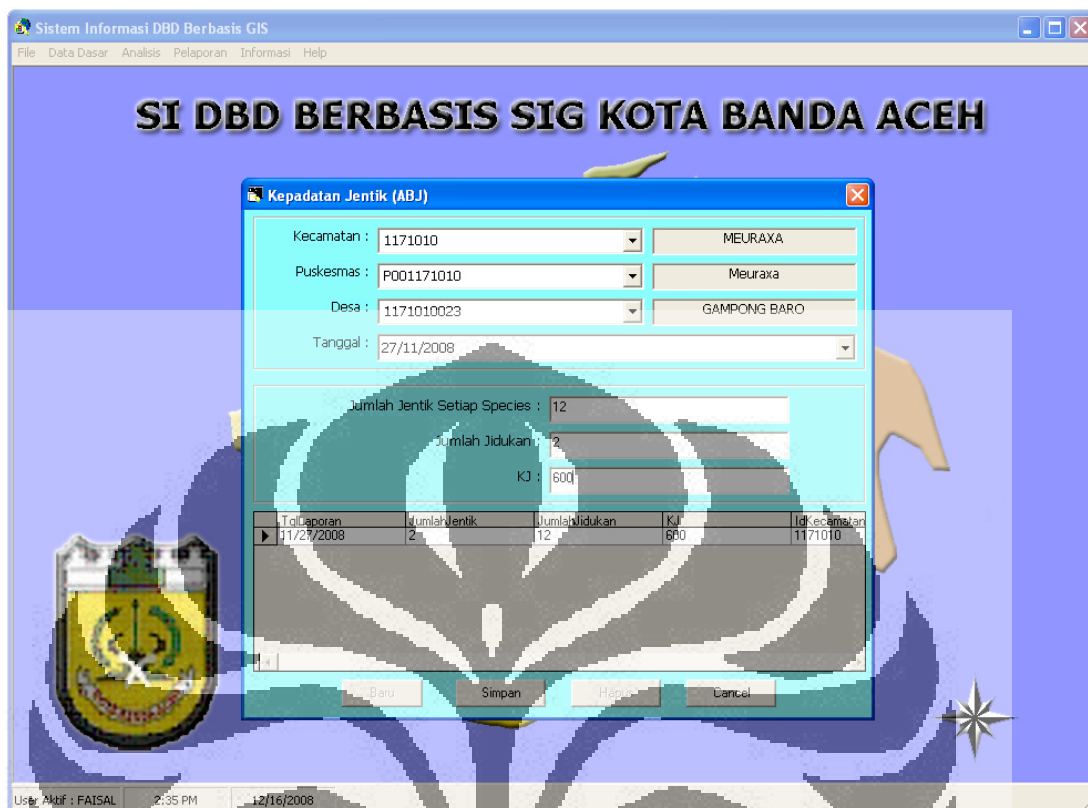 Sistem Informasi DBD Berbasis GIS
File Data Dasar Analisis Pelaporan Informasi Help
SI DBD BERBASIS SIG KOTA BANDA ACEH
Kepadatan Jentik (ABJ)
Kecamatan : 1171010 MEURAXA
Puskesmas : P001171010 Meuraxa
Desa : 1171010023 GAMPONG BARO
Tanggal : 27/11/2008
Jumlah Jentik Setiap Species : 12
Jumlah Jidukan : 2
KJ : 600
TglLaporan JumlahJentik JumlahJidukan KJ IdKecamatan
11/27/2008 2 12 600 1171010
Baru Simpan Hapus Cancel
User Aktif : FAISAL 2:35 PM 12/16/2008